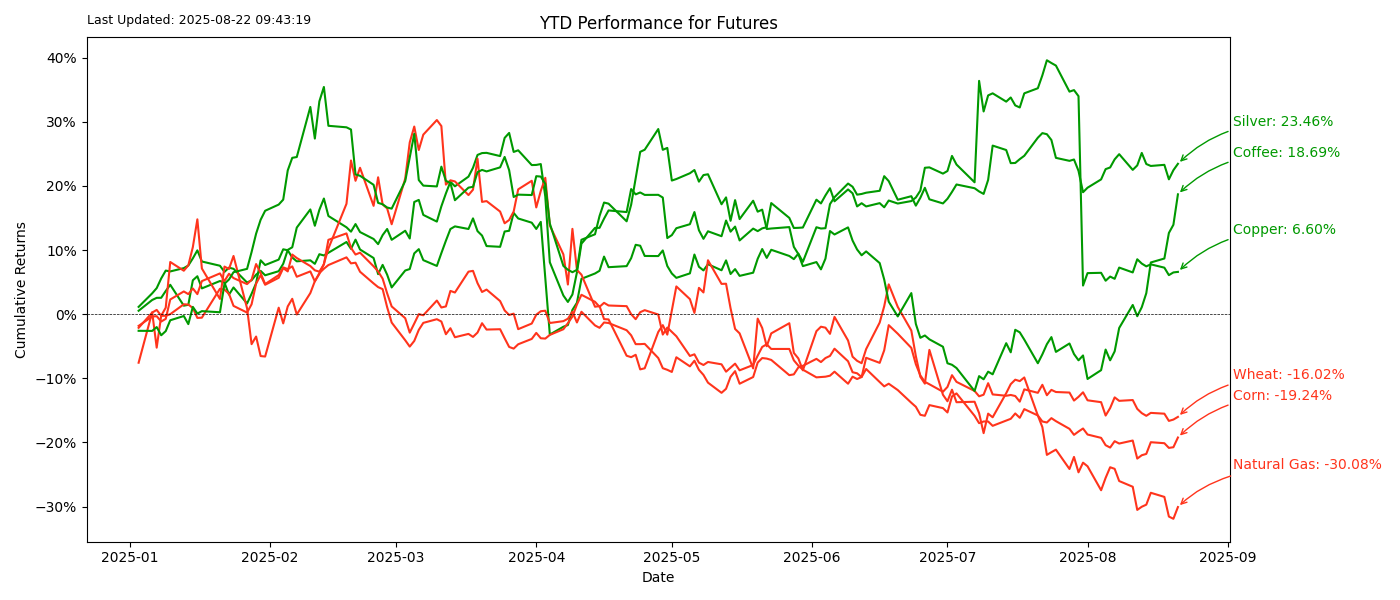 Last Updated: 2025-08-22 09:43:19
YTD Performance for Futures
Cumulative Returns
40%
30%
20%
10%
0%
−10%
−20%
−30%
Silver: 23.46%
Coffee: 18.69%
Copper: 6.60%
Wheat: -16.02%
Corn: -19.24%
Natural Gas: -30.08%
2025-01
2025-02
2025-03
2025-04
2025-05
2025-06
2025-07
2025-08
2025-09
Date